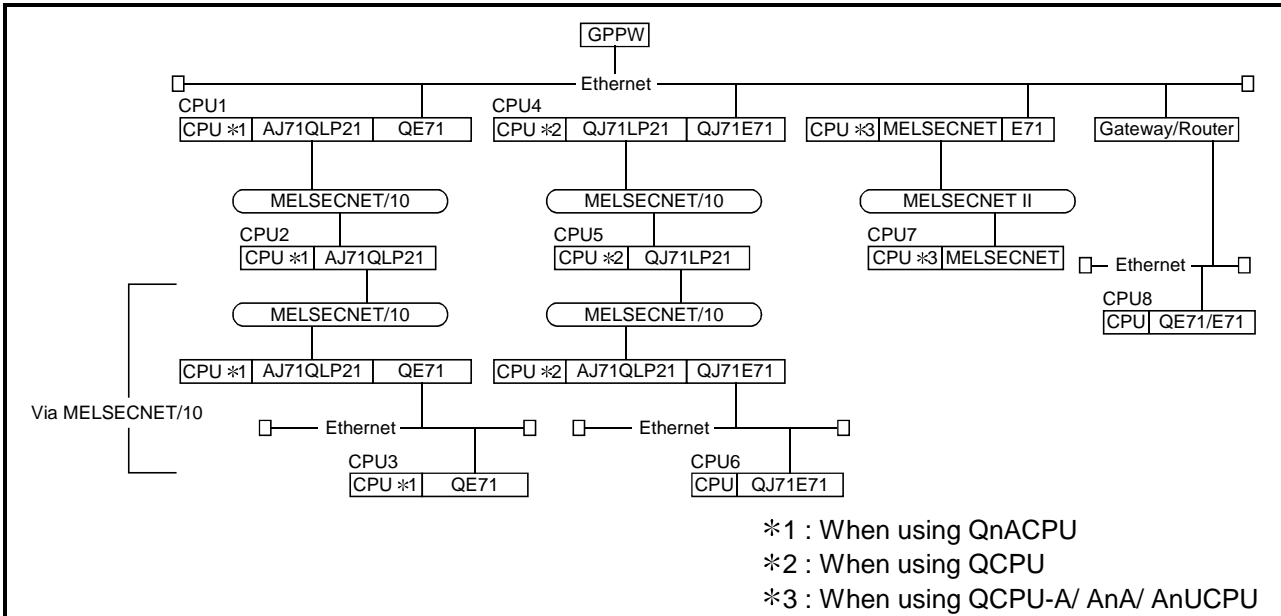 GPPW
Ethernet
CPU1
CPU ∗1 AJ71QLP21 QE71
CPU4
CPU ∗2 QJ71LP21 QJ71E71
CPU ∗3 MELSECNET E71
Gateway/Router
MELSECNET/10
MELSECNET/10
MELSECNET II
CPU2
CPU ∗1 AJ71QLP21
CPU5
CPU ∗2 QJ71LP21
CPU7
CPU ∗3 MELSECNET
Ethernet
MELSECNET/10
MELSECNET/10
CPU8
CPU QE71/E71
CPU ∗1 AJ71QLP21 QE71
CPU ∗2 AJ71QLP21 QJ71E71
Via MELSECNET/10
Ethernet
Ethernet
CPU3
CPU ∗1 QE71
CPU6
CPU QJ71E71
∗1 : When using QnACPU
∗2 : When using QCPU
∗3 : When using QCPU-A/ AnA/ AnUCPU